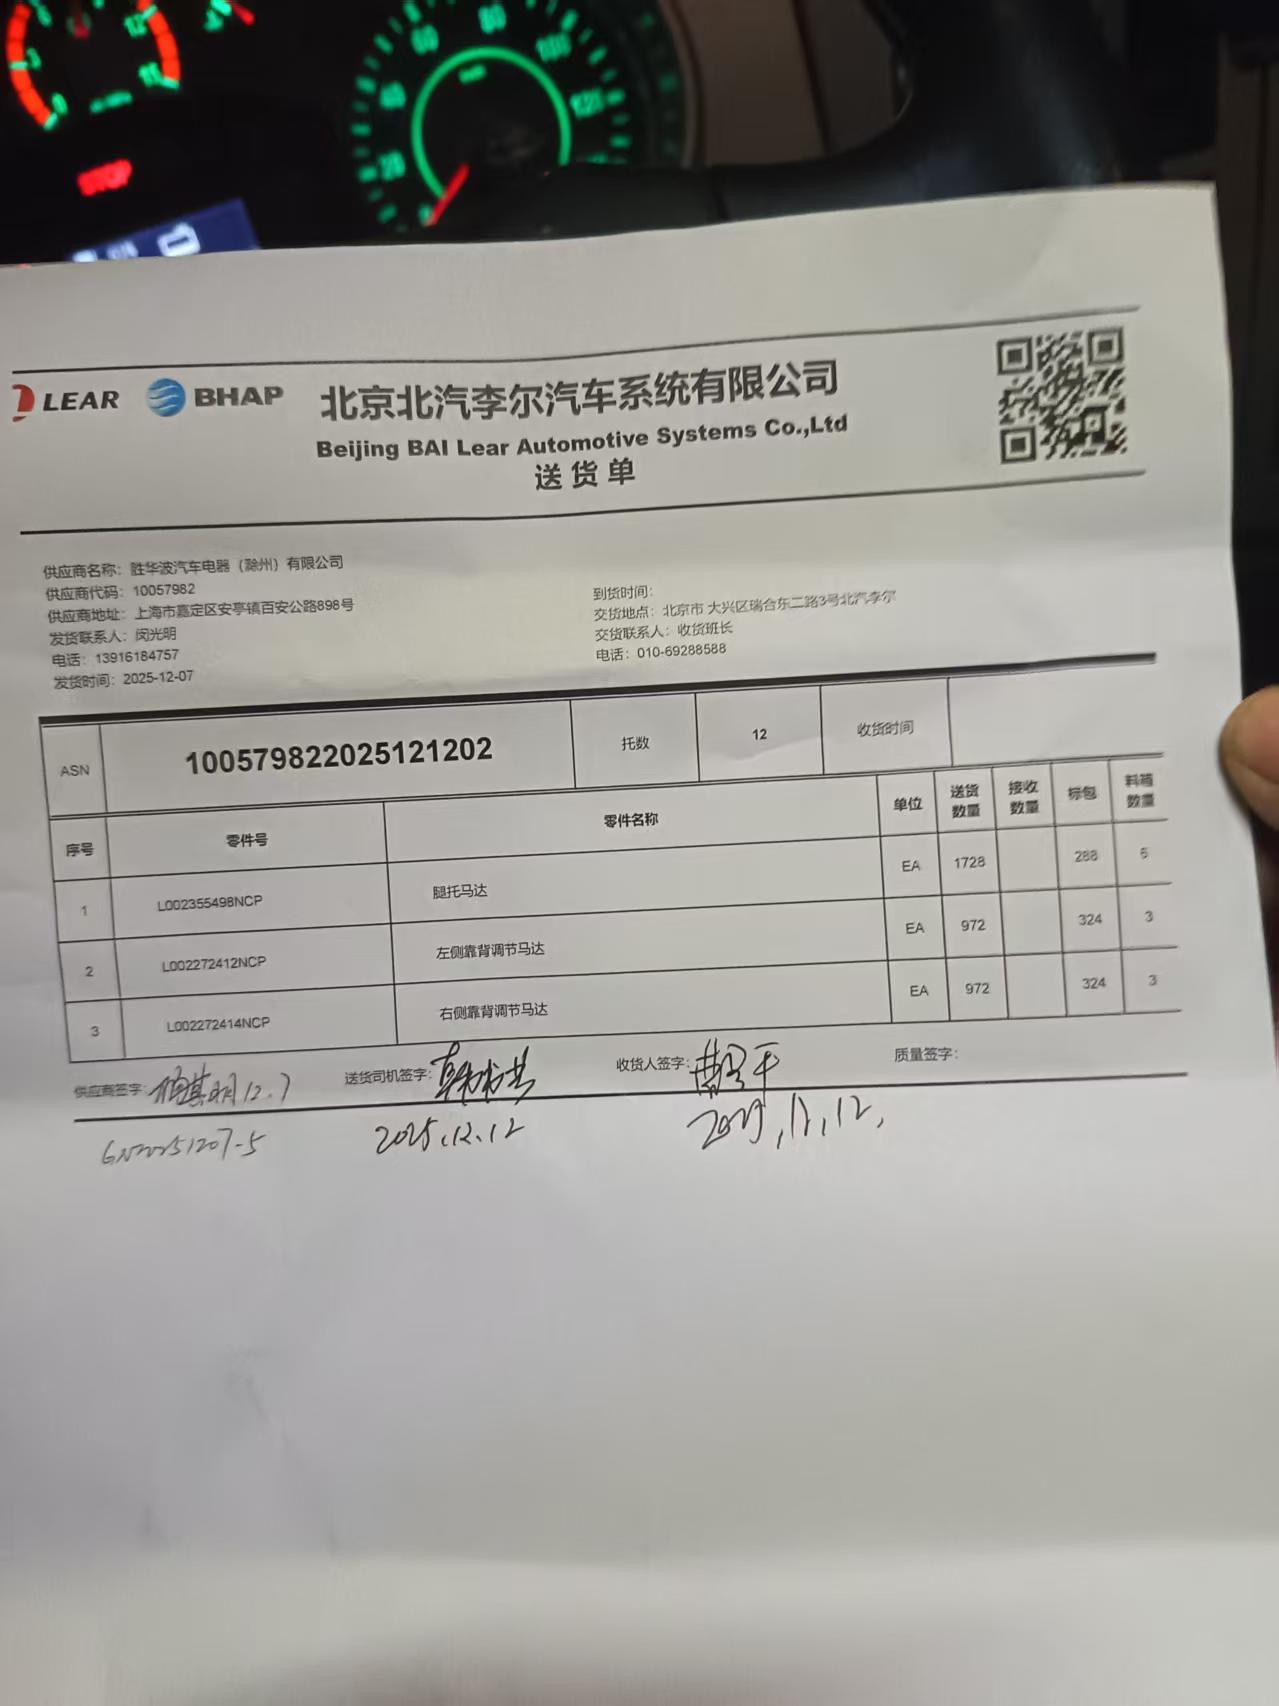 STOP
LEAR BHAP 北京北汽李尔汽车系统有限公司
Beijing BAI Lear Automotive Systems Co.,Ltd
送货单
供应商名称：胜华波汽车电器（滁州）有限公司
供应商代码：10057982
供应商地址：上海市嘉定区安亭镇百安公路898号
发货联系人：闵光明
电话：13916184757
发货时间：2025-12-07
到货时间：
交货地点：北京市 大兴区瑞合东二路3号北汽李尔
交货联系人：收货班长
电话：010-69288588
ASN 100579822025121202 托数 12 收货时间
序号 零件号 零件名称 单位 送货数量 接收数量 标包 料箱数量
1 L002355498NCP 腿托马达 EA 1728 288 6
2 L002272412NCP 左侧靠背调节马达 EA 972 324 3
3 L002272414NCP 右侧靠背调节马达 EA 972 324 3
供应商签字： 12.7 送货司机签字： 收货人签字： 质量签字：
2025.12.12 2025,12,12,